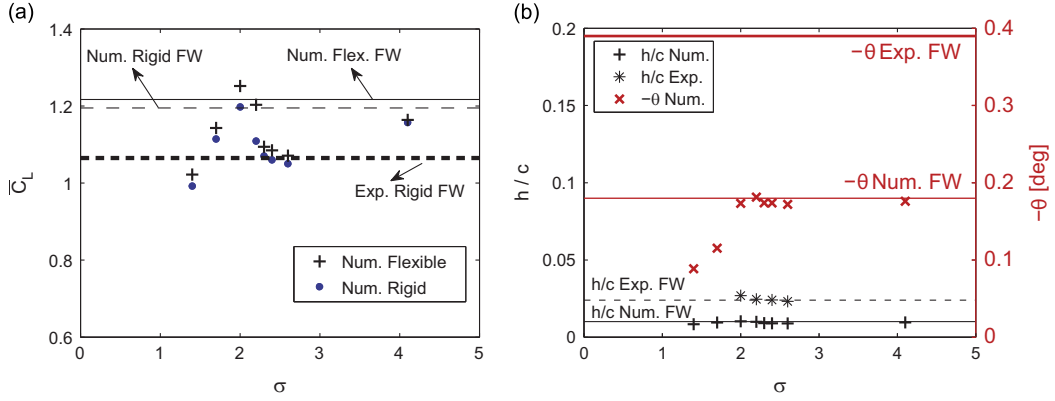 (a)
1.4
1.2
1
0.8
0.6
C̅_L
Num. Rigid FW
Num. Flex. FW
Exp. Rigid FW
Num. Flexible
Num. Rigid
0 1 2 3 4 5
σ
(b)
0.2
0.15
0.1
0.05
0
h / c
h/c Num.
h/c Exp.
−θ Num.
−θ Exp. FW
−θ Num. FW
h/c Exp. FW
h/c Num. FW
0.4
0.3
0.2
0.1
0
−θ [deg]
0 1 2 3 4 5
σ